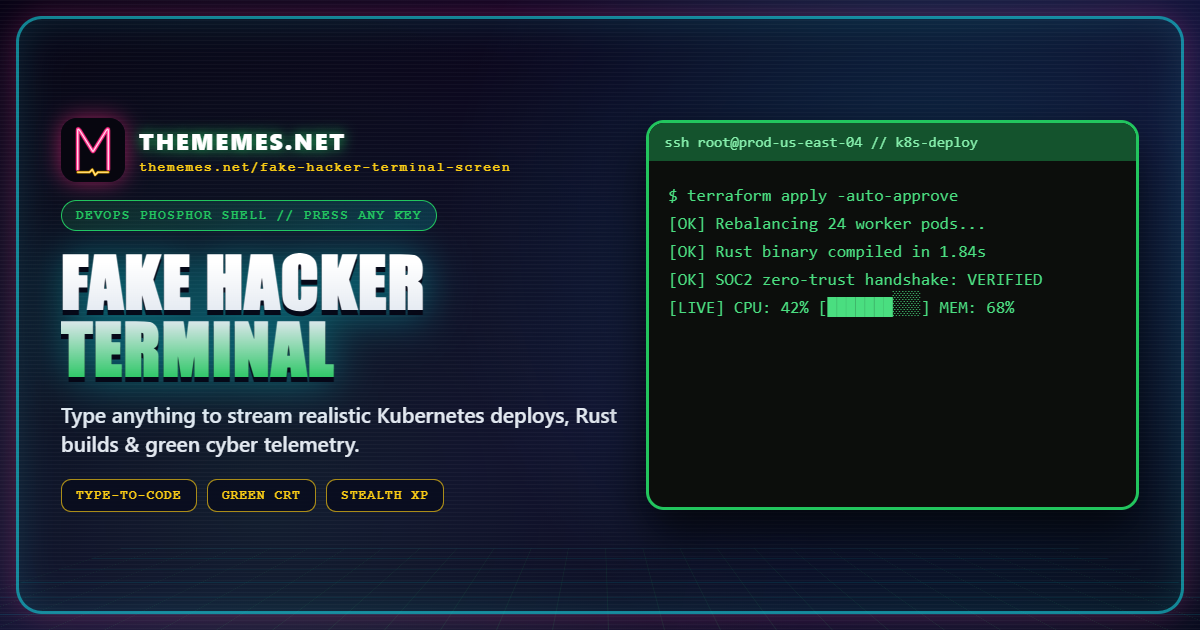 THEMEMES.NET
thememes.net/fake-hacker-terminal-screen
DEVOPS PHOSPHOR SHELL // PRESS ANY KEY
FAKE HACKER
TERMINAL
Type anything to stream realistic Kubernetes deploys, Rust
builds & green cyber telemetry.
TYPE-TO-CODE
GREEN CRT
STEALTH XP
ssh root@prod-us-east-04 // k8s-deploy
$ terraform apply -auto-approve
[OK] Rebalancing 24 worker pods...
[OK] Rust binary compiled in 1.84s
[OK] SOC2 zero-trust handshake: VERIFIED
[LIVE] CPU: 42% [███████░░░] MEM: 68%